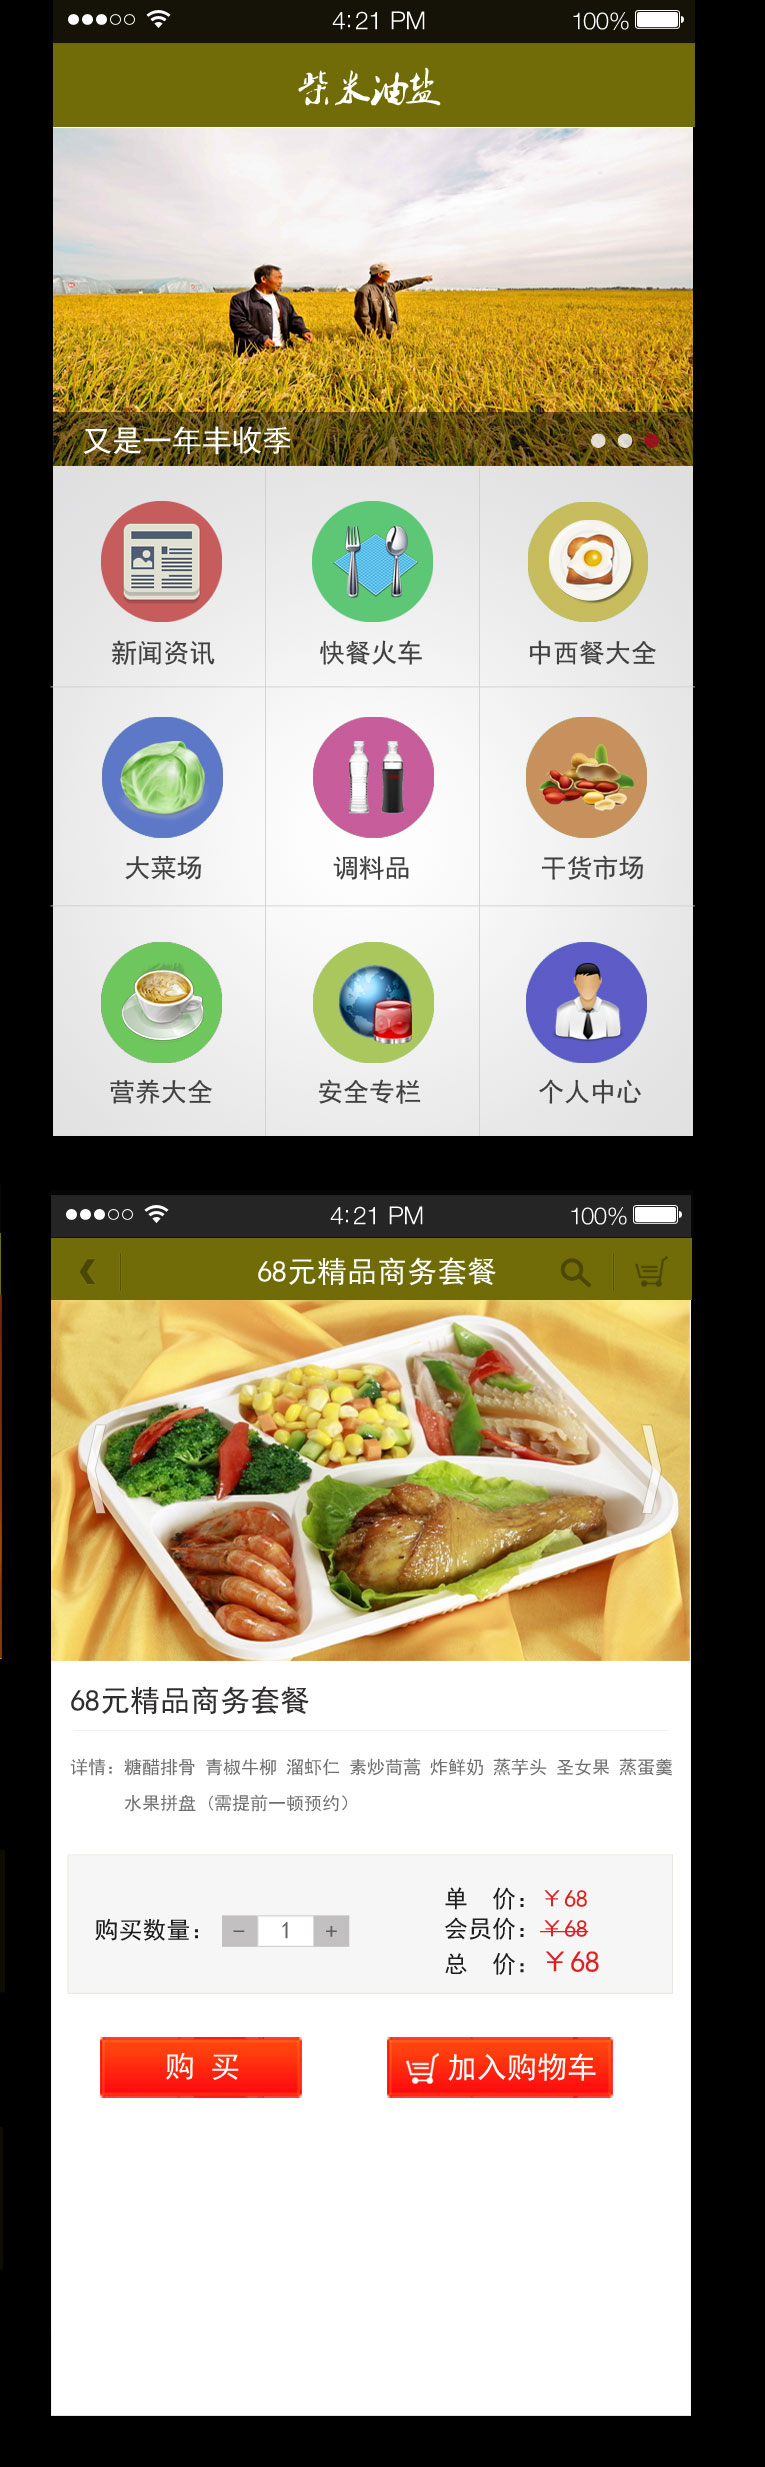 4:21 PM 100%
柴米油盐
又是一年丰收季
新闻资讯 快餐火车 中西餐大全
大菜场 调料品 干货市场
营养大全 安全专栏 个人中心
4:21 PM 100%
68元精品商务套餐
68元精品商务套餐
详情：糖醋排骨 青椒牛柳 溜虾仁 素炒茼蒿 炸鲜奶 蒸芋头 圣女果 蒸蛋羹
水果拼盘（需提前一顿预约）
购买数量： － 1 ＋
单 价：￥68
会员价：￥68
总 价：￥68
购 买 加入购物车